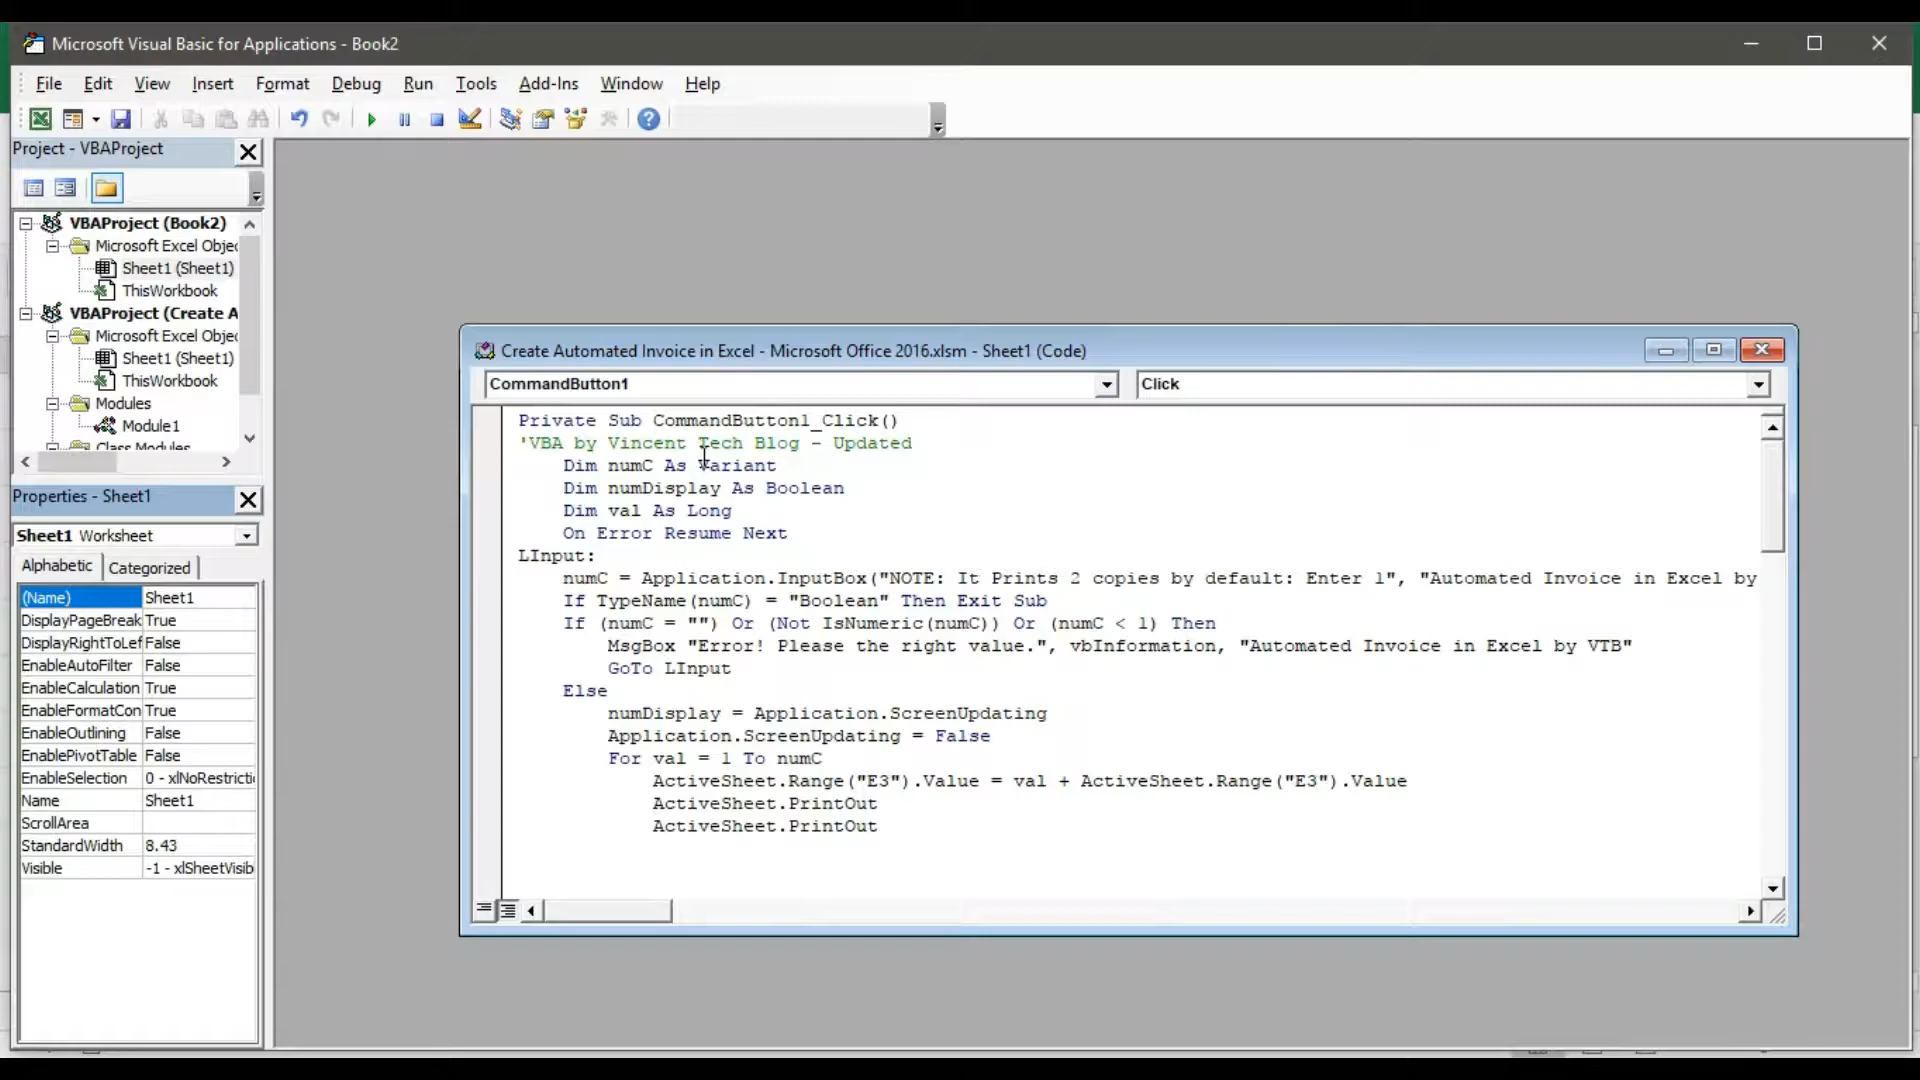 Microsoft Visual Basic for Applications - Book2
File Edit View Insert Format Debug Run Tools Add-Ins Window Help
Project - VBAProject
VBAProject (Book2)
Microsoft Excel Objec
Sheet1 (Sheet1)
ThisWorkbook
VBAProject (Create A
Microsoft Excel Objec
Sheet1 (Sheet1)
ThisWorkbook
Modules
Module1
Class Modules
Properties - Sheet1
Sheet1 Worksheet
Alphabetic Categorized
(Name) Sheet1
DisplayPageBreak True
DisplayRightToLef False
EnableAutoFilter False
EnableCalculation True
EnableFormatCon True
EnableOutlining False
EnablePivotTable False
EnableSelection 0 - xlNoRestricti
Name Sheet1
ScrollArea
StandardWidth 8.43
Visible -1 - xlSheetVisib
Create Automated Invoice in Excel - Microsoft Office 2016.xlsm - Sheet1 (Code)
CommandButton1 Click
Private Sub CommandButton1_Click()
'VBA by Vincent Tech Blog - Updated
Dim numC As Variant
Dim numDisplay As Boolean
Dim val As Long
On Error Resume Next
LInput:
numC = Application.InputBox("NOTE: It Prints 2 copies by default: Enter 1", "Automated Invoice in Excel by
If TypeName(numC) = "Boolean" Then Exit Sub
If (numC = "") Or (Not IsNumeric(numC)) Or (numC < 1) Then
MsgBox "Error! Please the right value.", vbInformation, "Automated Invoice in Excel by VTB"
GoTo LInput
Else
numDisplay = Application.ScreenUpdating
Application.ScreenUpdating = False
For val = 1 To numC
ActiveSheet.Range("E3").Value = val + ActiveSheet.Range("E3").Value
ActiveSheet.PrintOut
ActiveSheet.PrintOut